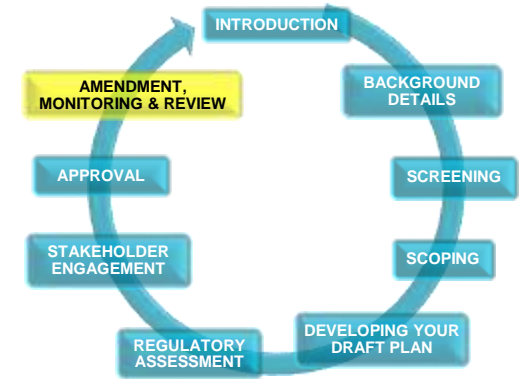 INTRODUCTION
BACKGROUND
DETAILS
SCREENING
SCOPING
DEVELOPING YOUR
DRAFT PLAN
REGULATORY
ASSESSMENT
STAKEHOLDER
ENGAGEMENT
APPROVAL
AMENDMENT,
MONITORING & REVIEW